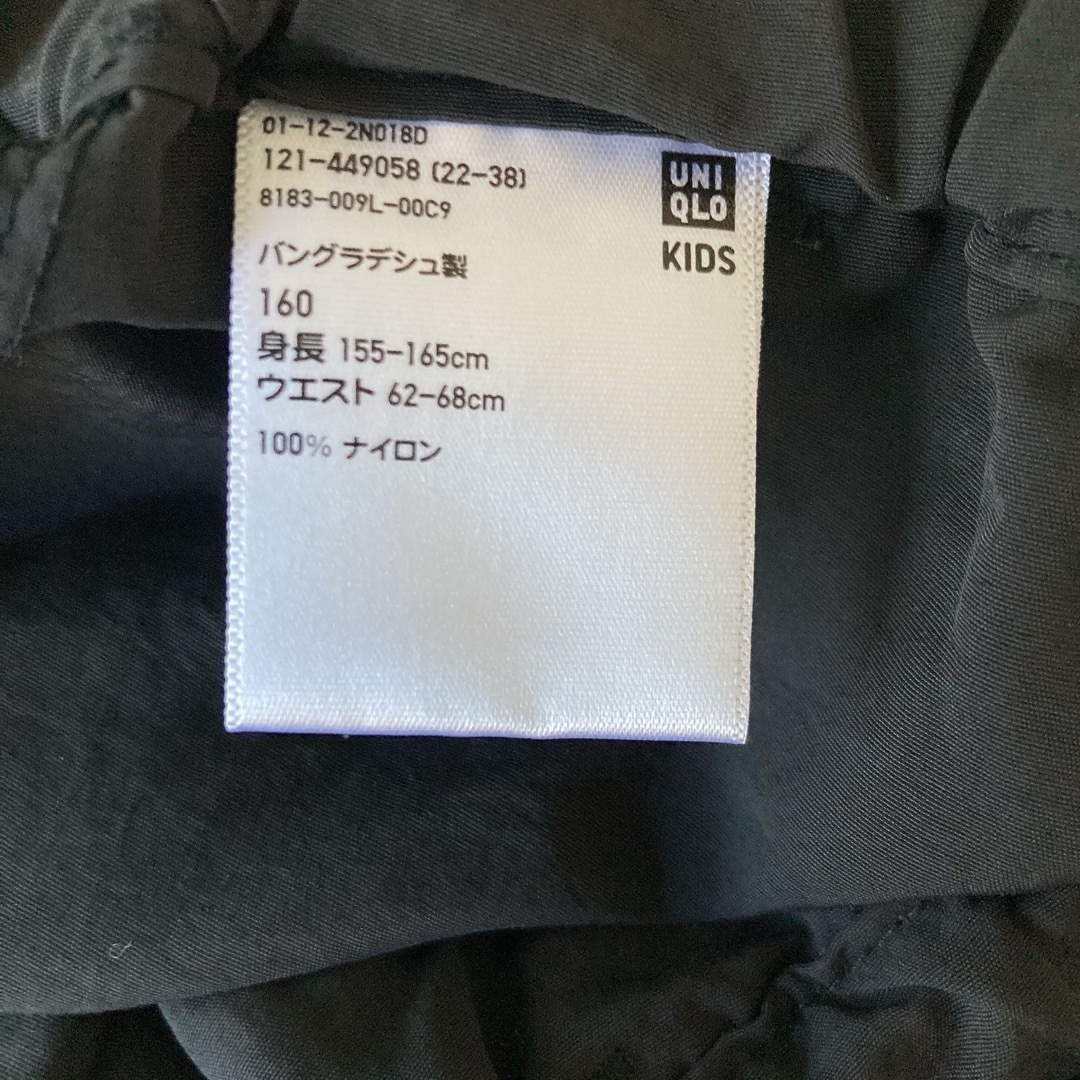 01-12-2N018D
121-449058 (22-38)
8183-009L-00C9
UNI
QLO
KIDS
バングラデシュ製
160
身長 155-165cm
ウエスト 62-68cm
100% ナイロン